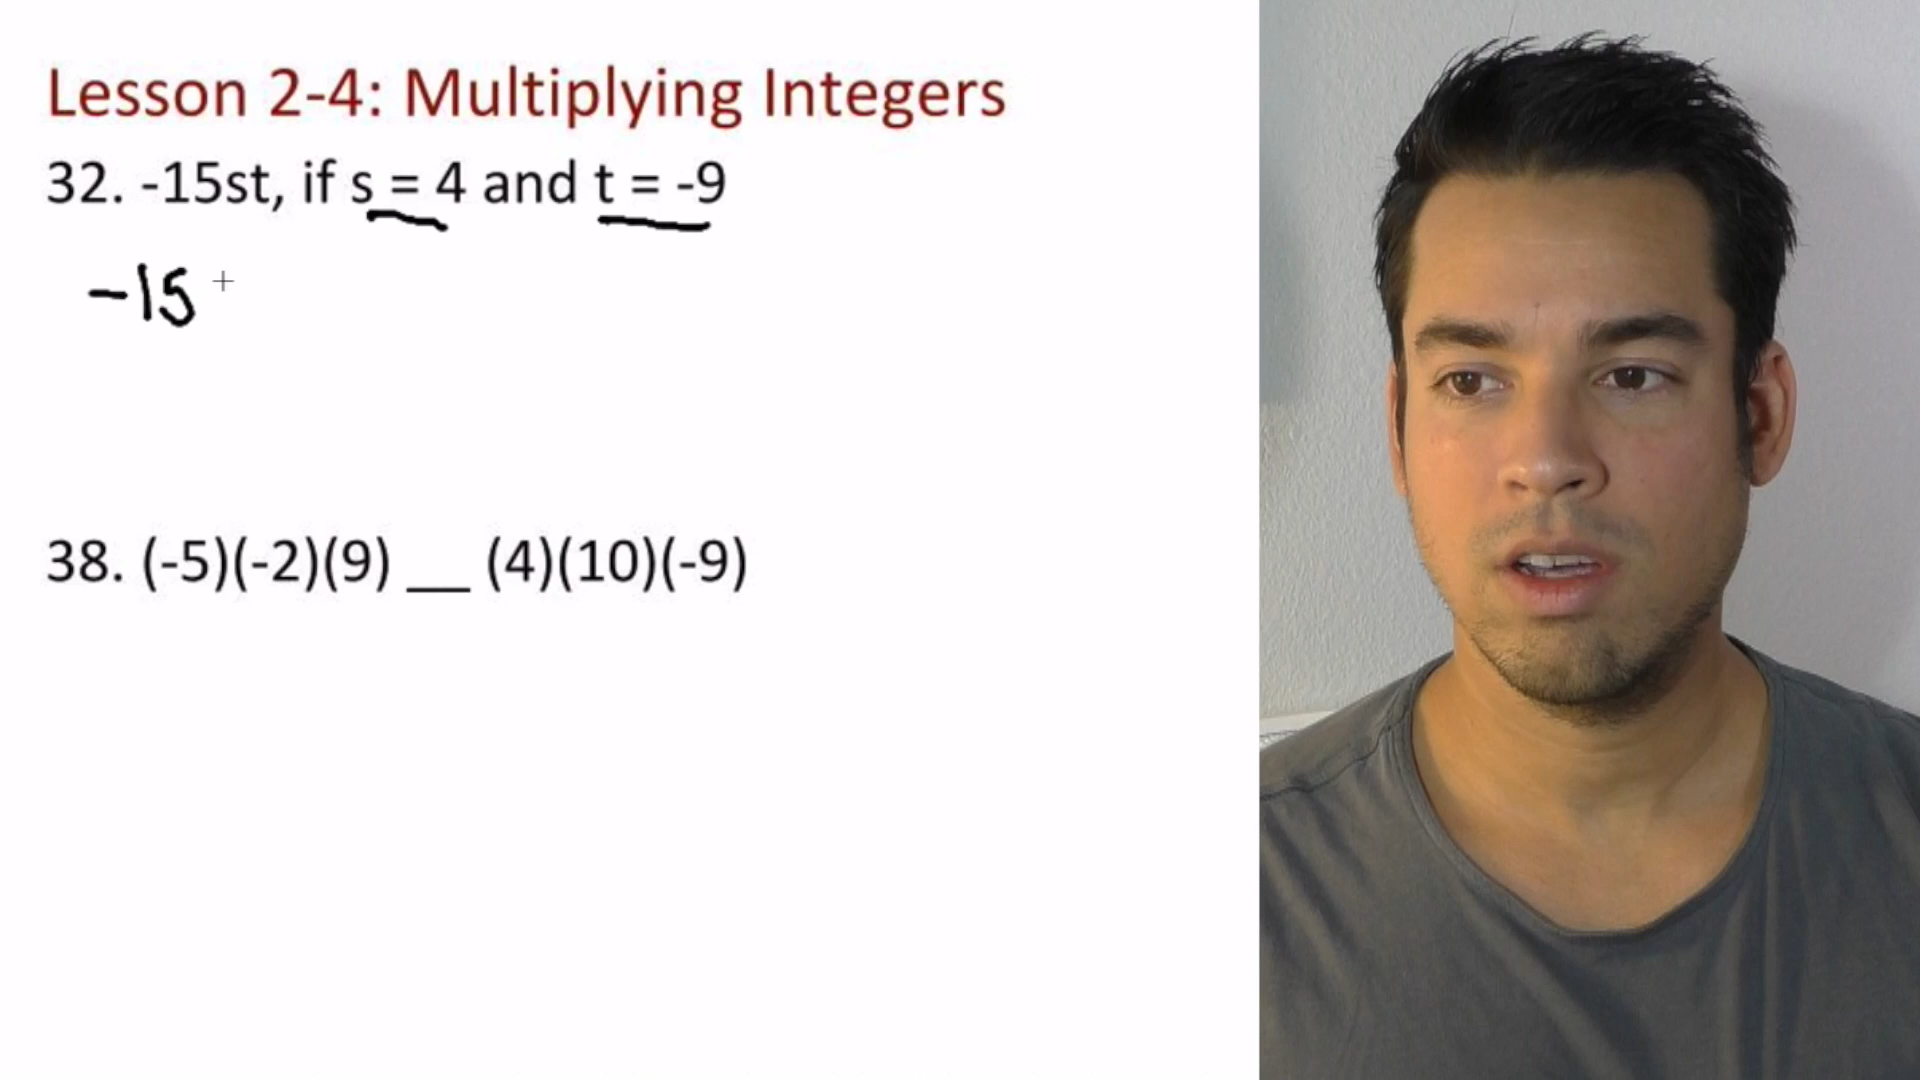 Lesson 2-4: Multiplying Integers
32. -15st, if s = 4 and t = -9
-15
38. (-5)(-2)(9) __ (4)(10)(-9)